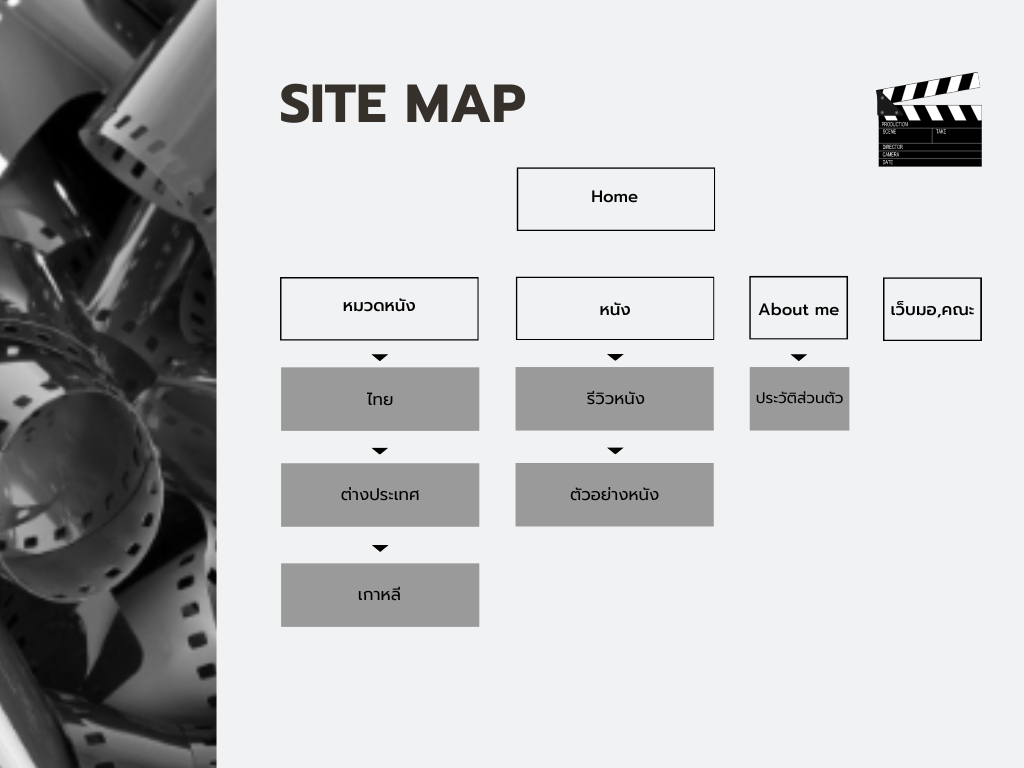 SITE MAP
PRODUCTION
SCENE TAKE
DIRECTOR
CAMERA
DATE
Home
หมวดหนัง
หนัง
About me
เว็บมอ,คณะ
ไทย
รีวิวหนัง
ประวัติส่วนตัว
ต่างประเทศ
ตัวอย่างหนัง
เกาหลี